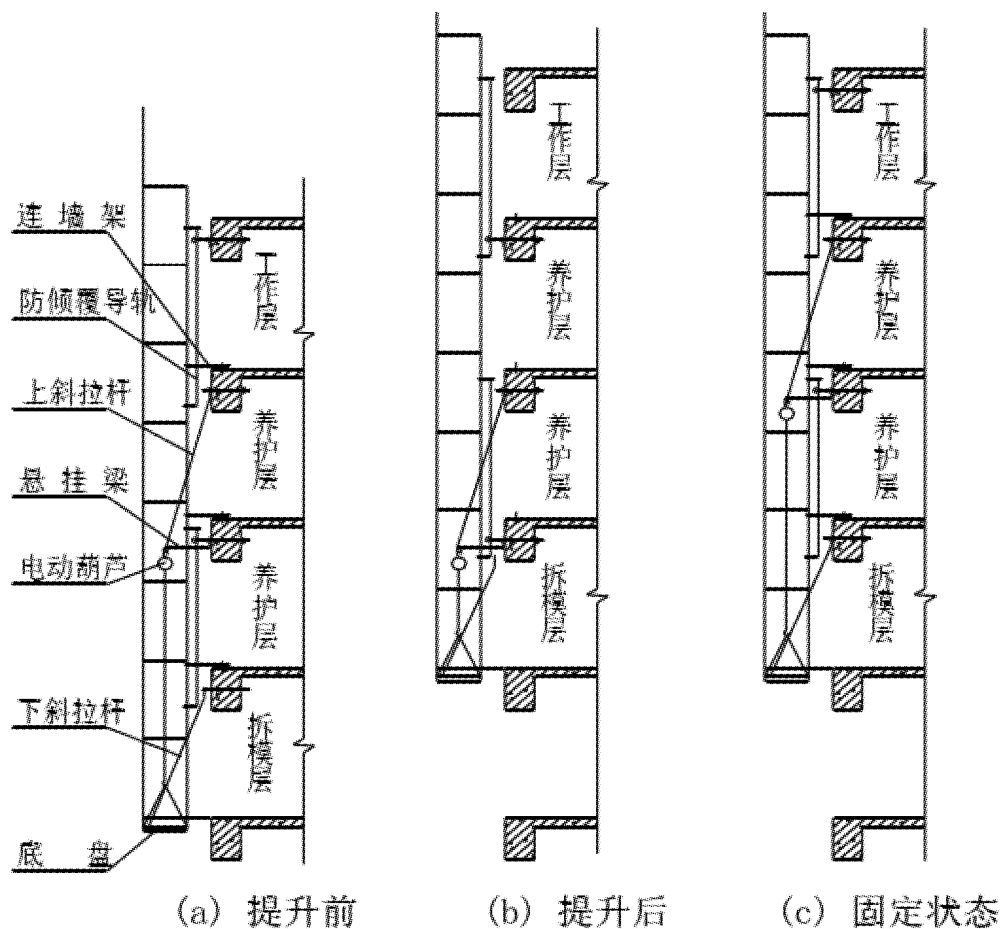 连墙架
防倾覆导轨
上斜拉杆
悬挂梁
电动葫芦
下斜拉杆
底盘
工作层
养护层
养护层
拆模层
(a) 提升前
工作层
养护层
养护层
拆模层
(b) 提升后
工作层
养护层
养护层
拆模层
(c) 固定状态